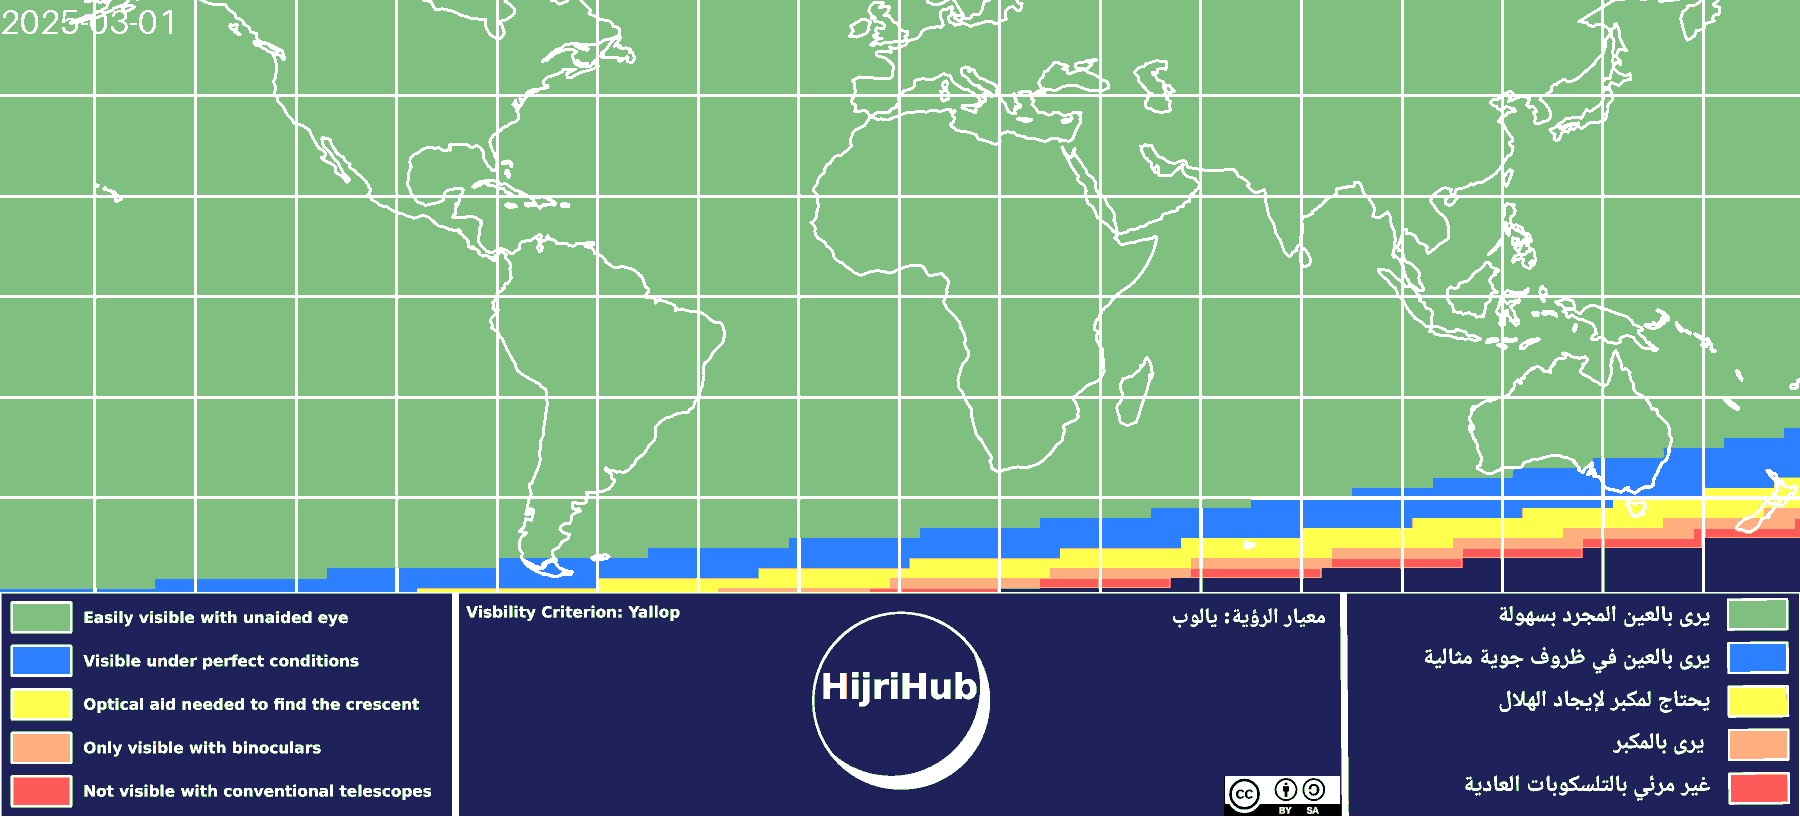 2025-03-01
Easily visible with unaided eye
Visible under perfect conditions
Optical aid needed to find the crescent
Only visible with binoculars
Not visible with conventional telescopes
Visbility Criterion: Yallop
معيار الرؤية: يالوب
HijriHub
cc
BY SA
يرى بالعين المجرد بسهولة
يرى بالعين في ظروف جوية مثالية
يحتاج لمكبر لإيجاد الهلال
يرى بالمكبر
غير مرئي بالتلسكوبات العادية